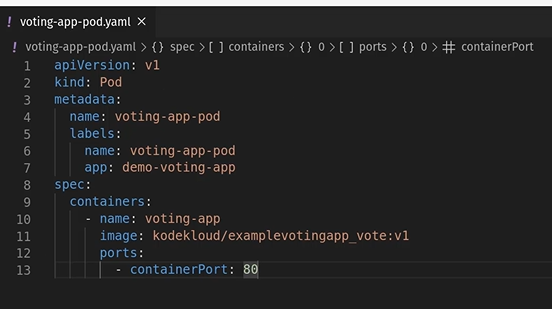 ! voting-app-pod.yaml ×
! voting-app-pod.yaml > {} spec > [ ] containers > {} 0 > [ ] ports > {} 0 > # containerPort
1 apiVersion: v1
2 kind: Pod
3 metadata:
4   name: voting-app-pod
5   labels:
6     name: voting-app-pod
7     app: demo-voting-app
8 spec:
9   containers:
10     - name: voting-app
11       image: kodekloud/examplevotingapp_vote:v1
12       ports:
13         - containerPort: 80